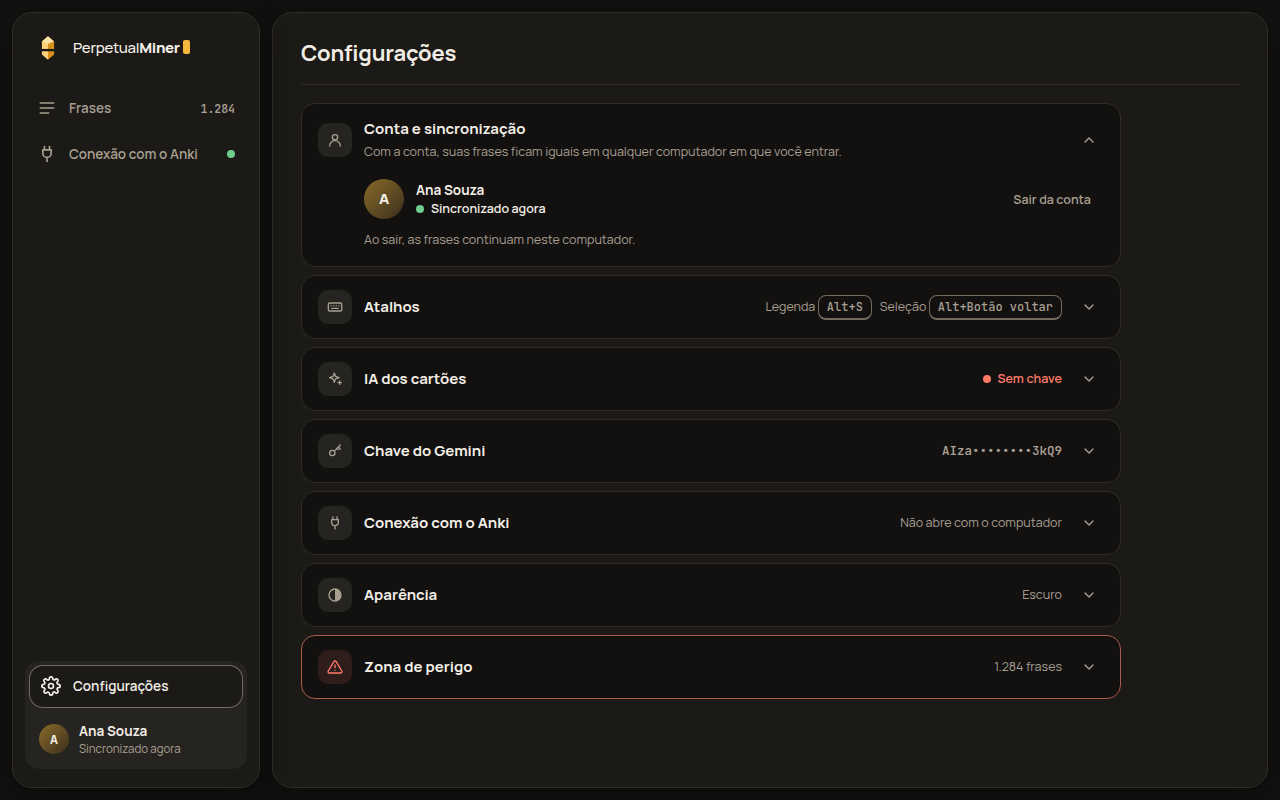 PerpetualMiner
Frases 1.284
Conexão com o Anki
Configurações
Ana Souza
Sincronizado agora
Configurações
Conta e sincronização
Com a conta, suas frases ficam iguais em qualquer computador em que você entrar.
A
Ana Souza
Sincronizado agora
Sair da conta
Ao sair, as frases continuam neste computador.
Atalhos Legenda Alt+S Seleção Alt+Botão voltar
IA dos cartões Sem chave
Chave do Gemini AIza••••••••3kQ9
Conexão com o Anki Não abre com o computador
Aparência Escuro
Zona de perigo 1.284 frases
A